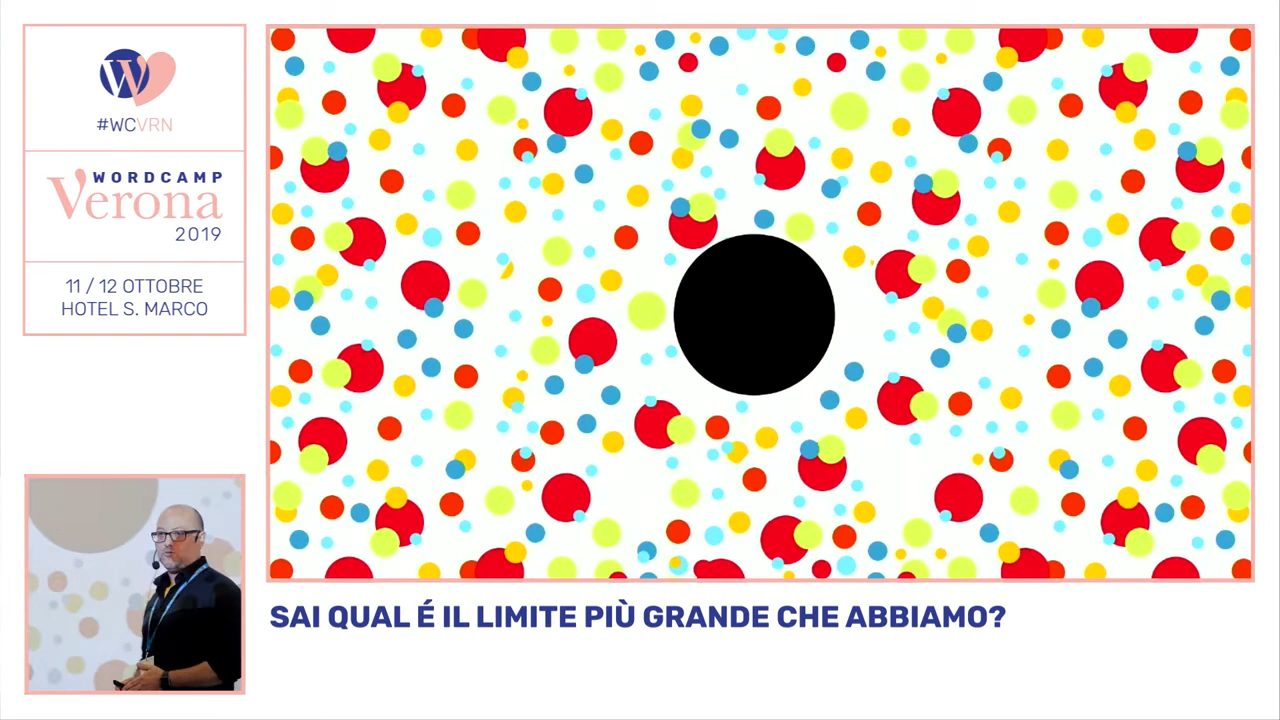 W
#WCVRN
WORDCAMP
Verona
2019
11 / 12 OTTOBRE
HOTEL S. MARCO
SAI QUAL É IL LIMITE PIÙ GRANDE CHE ABBIAMO?